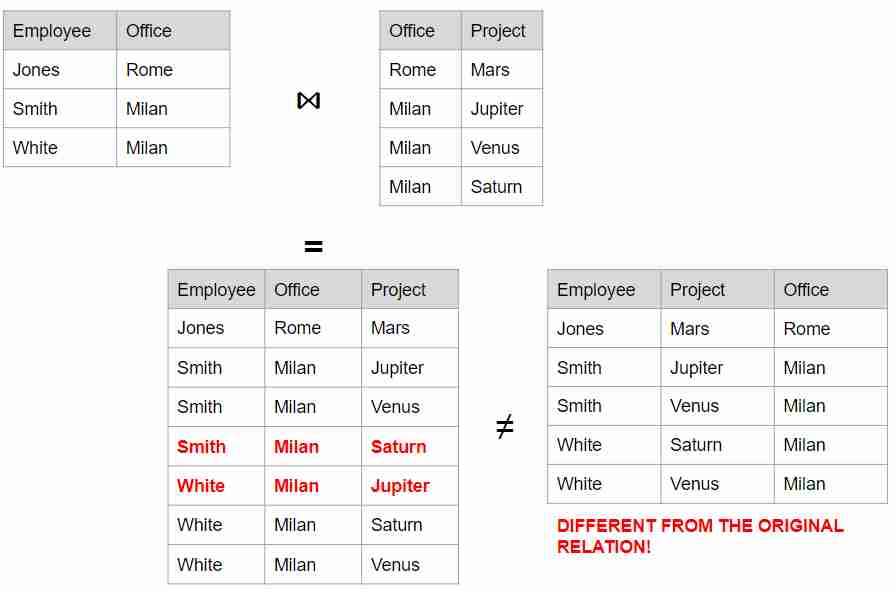 Employee Office
Jones Rome
Smith Milan
White Milan
⋈
Office Project
Rome Mars
Milan Jupiter
Milan Venus
Milan Saturn
=
Employee Office Project
Jones Rome Mars
Smith Milan Jupiter
Smith Milan Venus
Smith Milan Saturn
White Milan Jupiter
White Milan Saturn
White Milan Venus
≠
Employee Project Office
Jones Mars Rome
Smith Jupiter Milan
Smith Venus Milan
White Saturn Milan
White Venus Milan
DIFFERENT FROM THE ORIGINAL
RELATION!